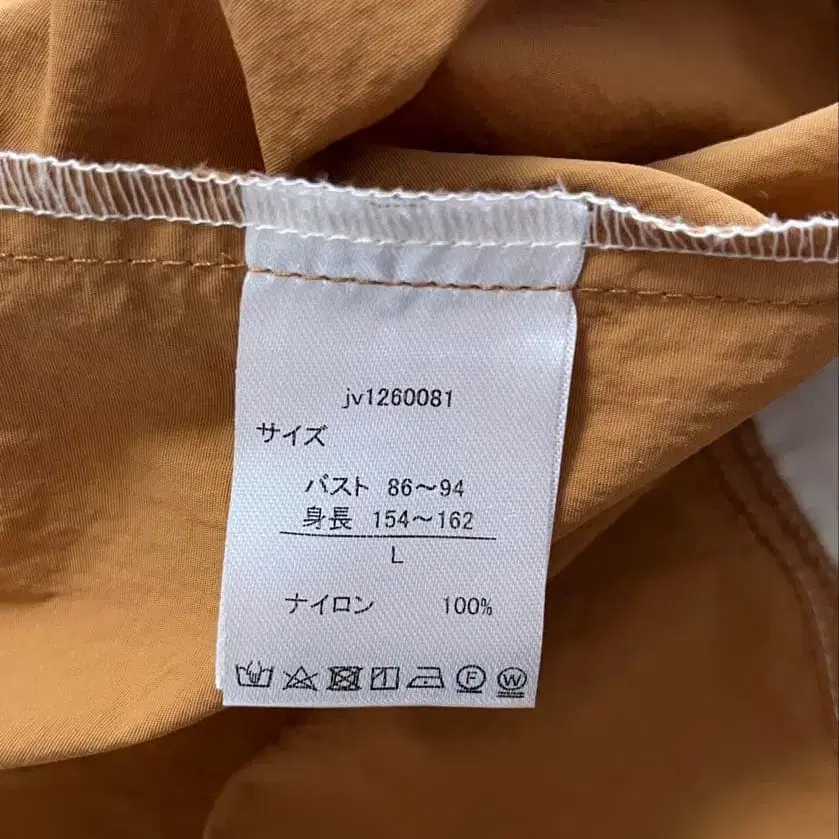 jv1260081
サイズ
バスト 86～94
身長 154～162
L
ナイロン 100%
F W